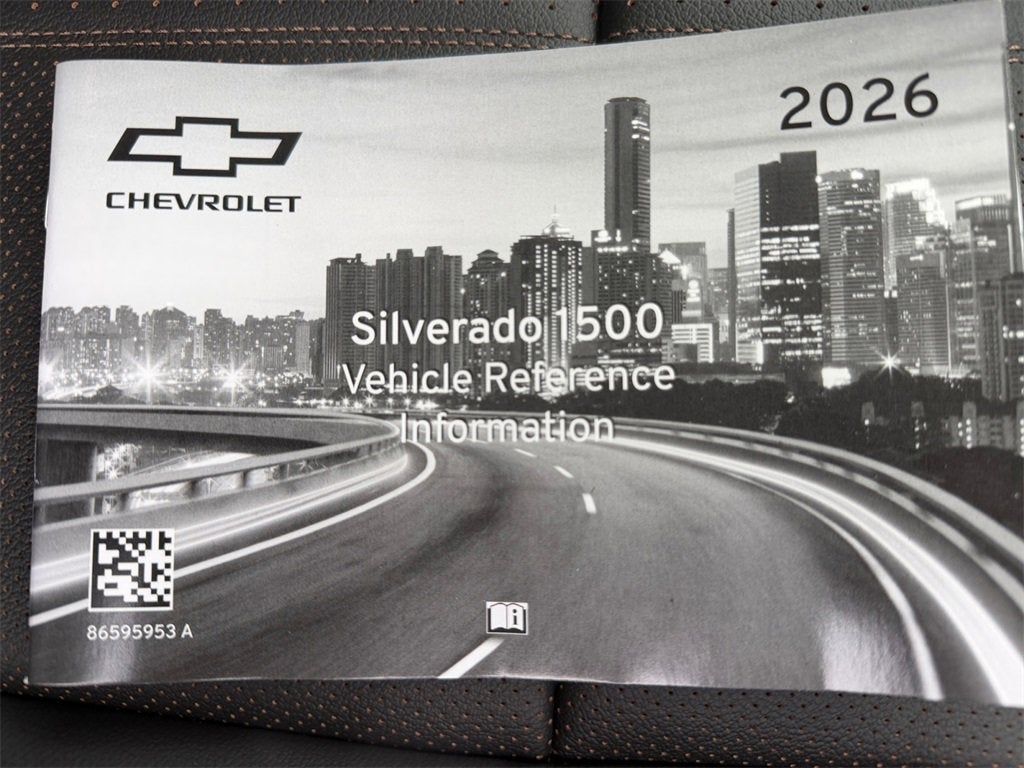 2026
CHEVROLET
Silverado 1500
Vehicle Reference
Information
86595953 A
i